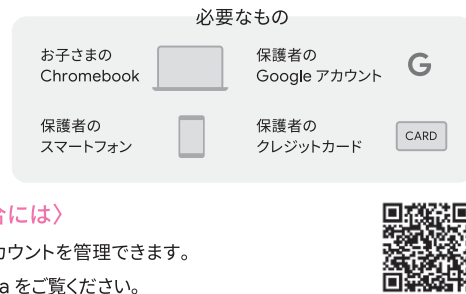 必要なもの
お子さまの
Chromebook
保護者の
Google アカウント
G
保護者の
スマートフォン
保護者の
クレジットカード
CARD
合には〉
カウントを管理できます。
a をご覧ください。